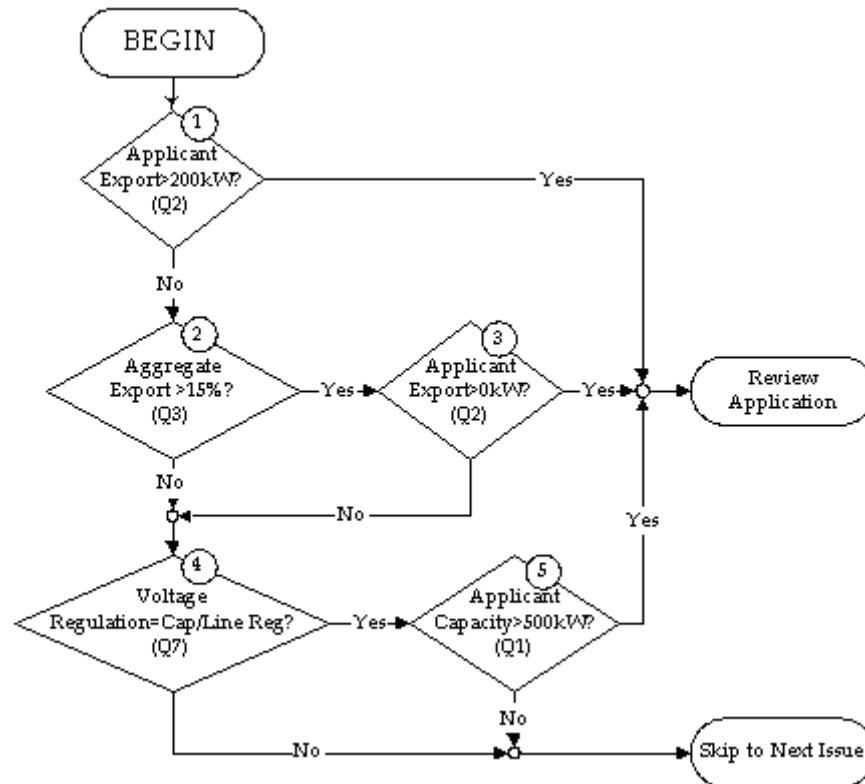 BEGIN
1
Applicant
Export>200kW?
(Q2)
Yes
No
2
Aggregate
Export >15%?
(Q3)
Yes
3
Applicant
Export>0kW?
(Q2)
Yes
Review
Application
No
No
Yes
4
Voltage
Regulation=Cap/Line Reg?
(Q7)
Yes
5
Applicant
Capacity>500kW?
(Q1)
No
No
Skip to Next Issue